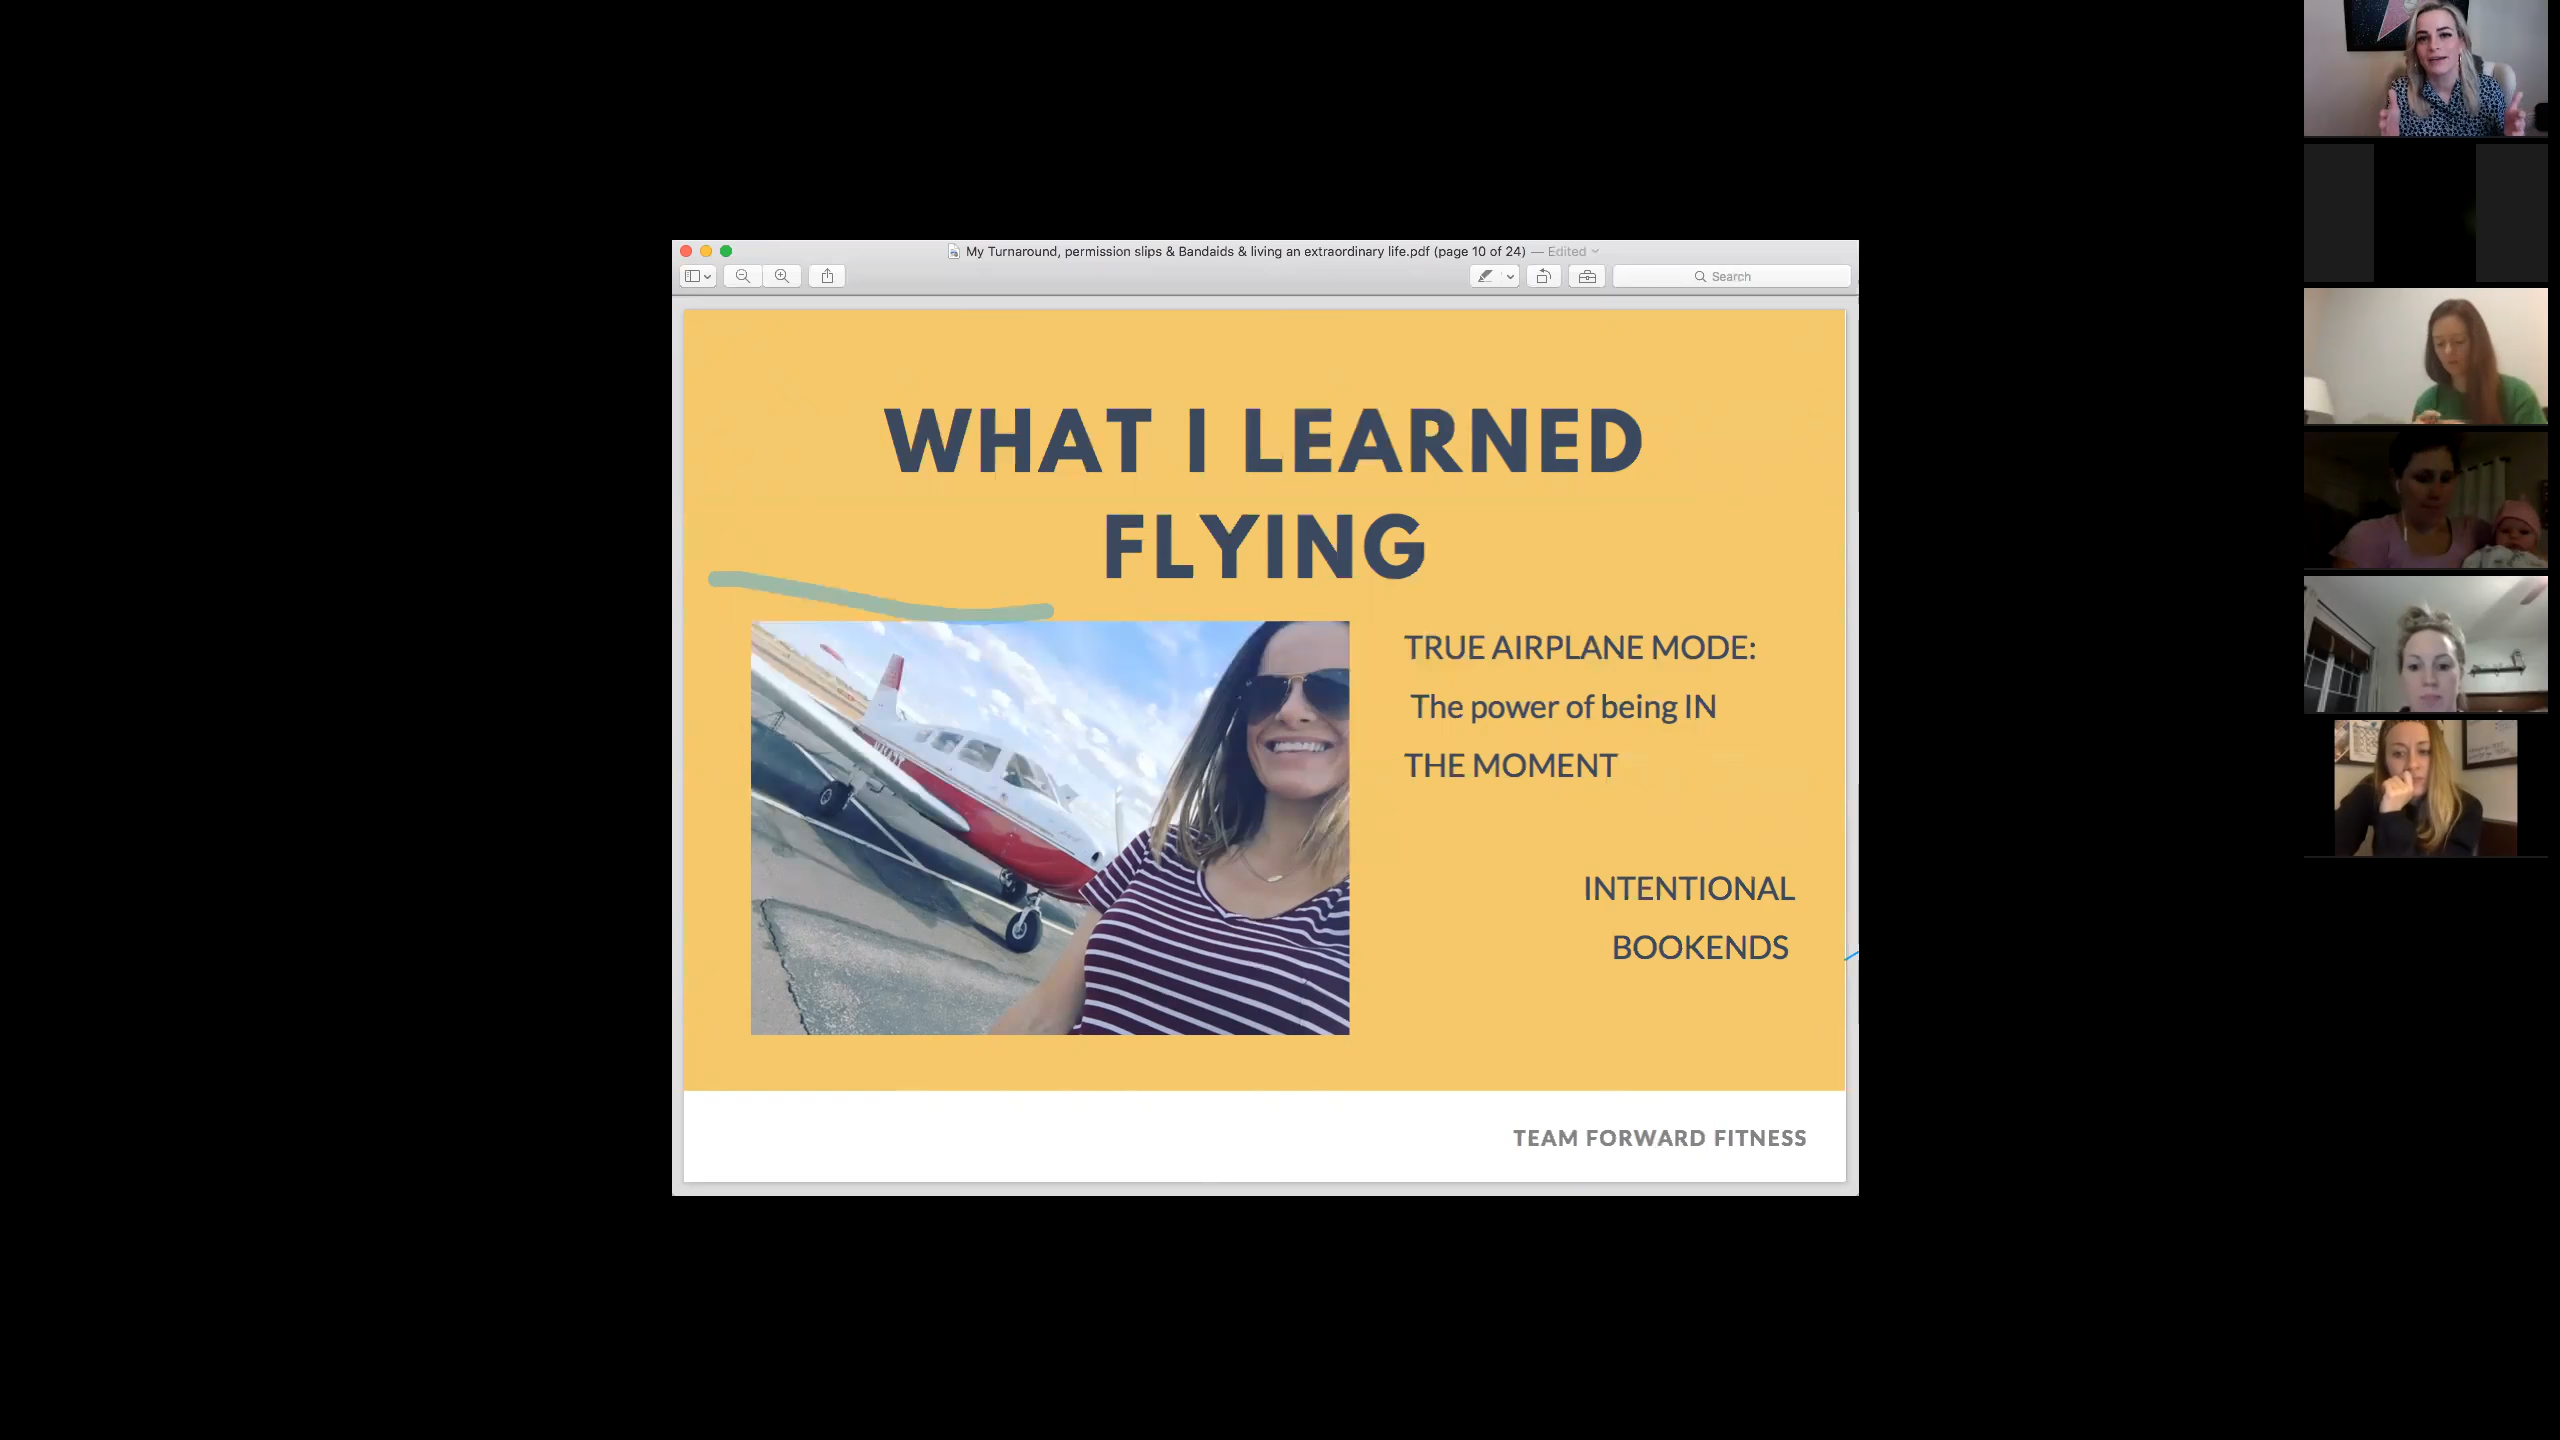 My Turnaround, permission slips & Bandaids & living an extraordinary life.pdf (page 10 of 24) — Edited
Search
WHAT I LEARNED
FLYING
TRUE AIRPLANE MODE:
The power of being IN
THE MOMENT
INTENTIONAL
BOOKENDS
TEAM FORWARD FITNESS